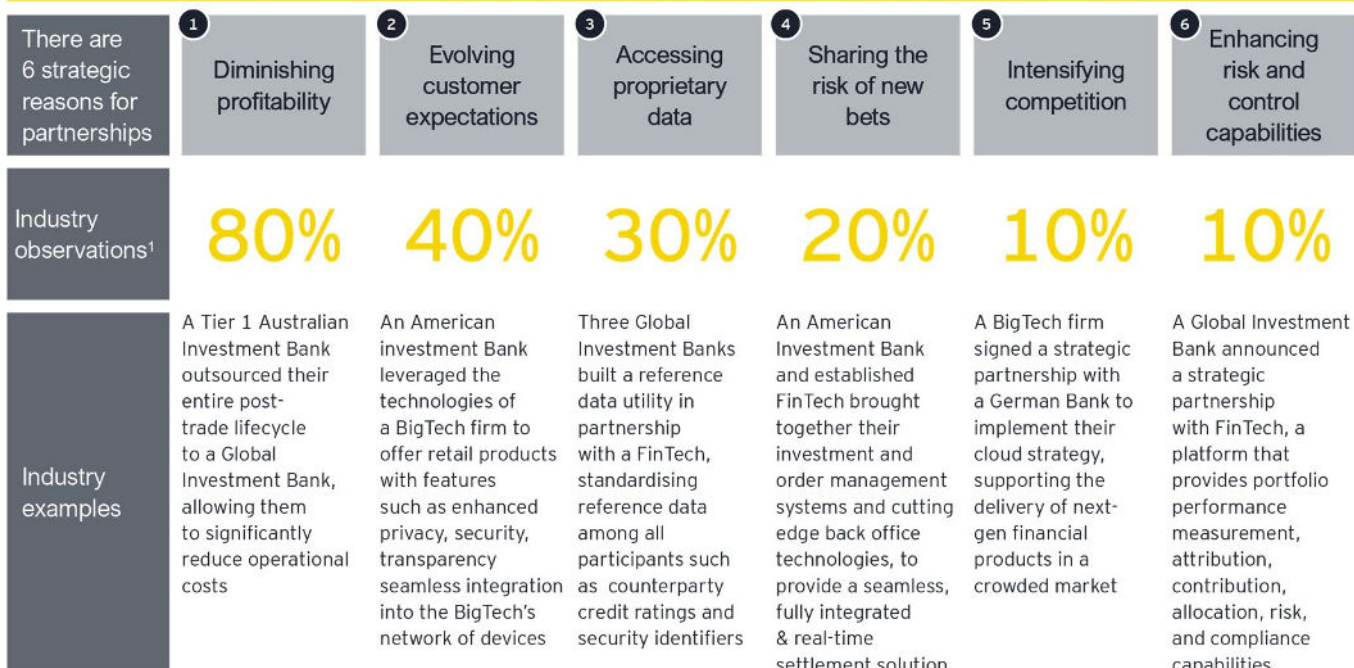 There are
6 strategic
reasons for
partnerships
1
Diminishing
profitability
2
Evolving
customer
expectations
3
Accessing
proprietary
data
4
Sharing the
risk of new
bets
5
Intensifying
competition
6
Enhancing
risk and
control
capabilities
Industry
observations¹
80%
40%
30%
20%
10%
10%
Industry
examples
A Tier 1 Australian
Investment Bank
outsourced their
entire post-
trade lifecycle
to a Global
Investment Bank,
allowing them
to significantly
reduce operational
costs
An American
investment Bank
leveraged the
technologies of
a BigTech firm to
offer retail products
with features
such as enhanced
privacy, security,
transparency
seamless integration
into the BigTech's
network of devices
Three Global
Investment Banks
built a reference
data utility in
partnership
with a FinTech,
standardising
reference data
among all
participants such
as counterparty
credit ratings and
security identifiers
An American
Investment Bank
and established
FinTech brought
together their
investment and
order management
systems and cutting
edge back office
technologies, to
provide a seamless,
fully integrated
& real-time
settlement solution
A BigTech firm
signed a strategic
partnership with
a German Bank to
implement their
cloud strategy,
supporting the
delivery of next-
gen financial
products in a
crowded market
A Global Investment
Bank announced
a strategic
partnership
with FinTech, a
platform that
provides portfolio
performance
measurement,
attribution,
contribution,
allocation, risk,
and compliance
capabilities